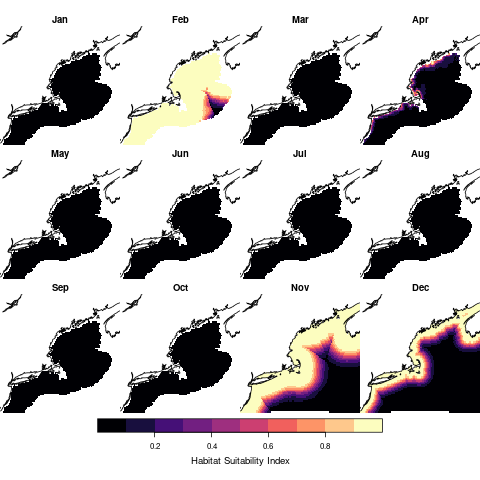 Jan Feb Mar Apr
May Jun Jul Aug
Sep Oct Nov Dec
0.2 0.4 0.6 0.8
Habitat Suitability Index